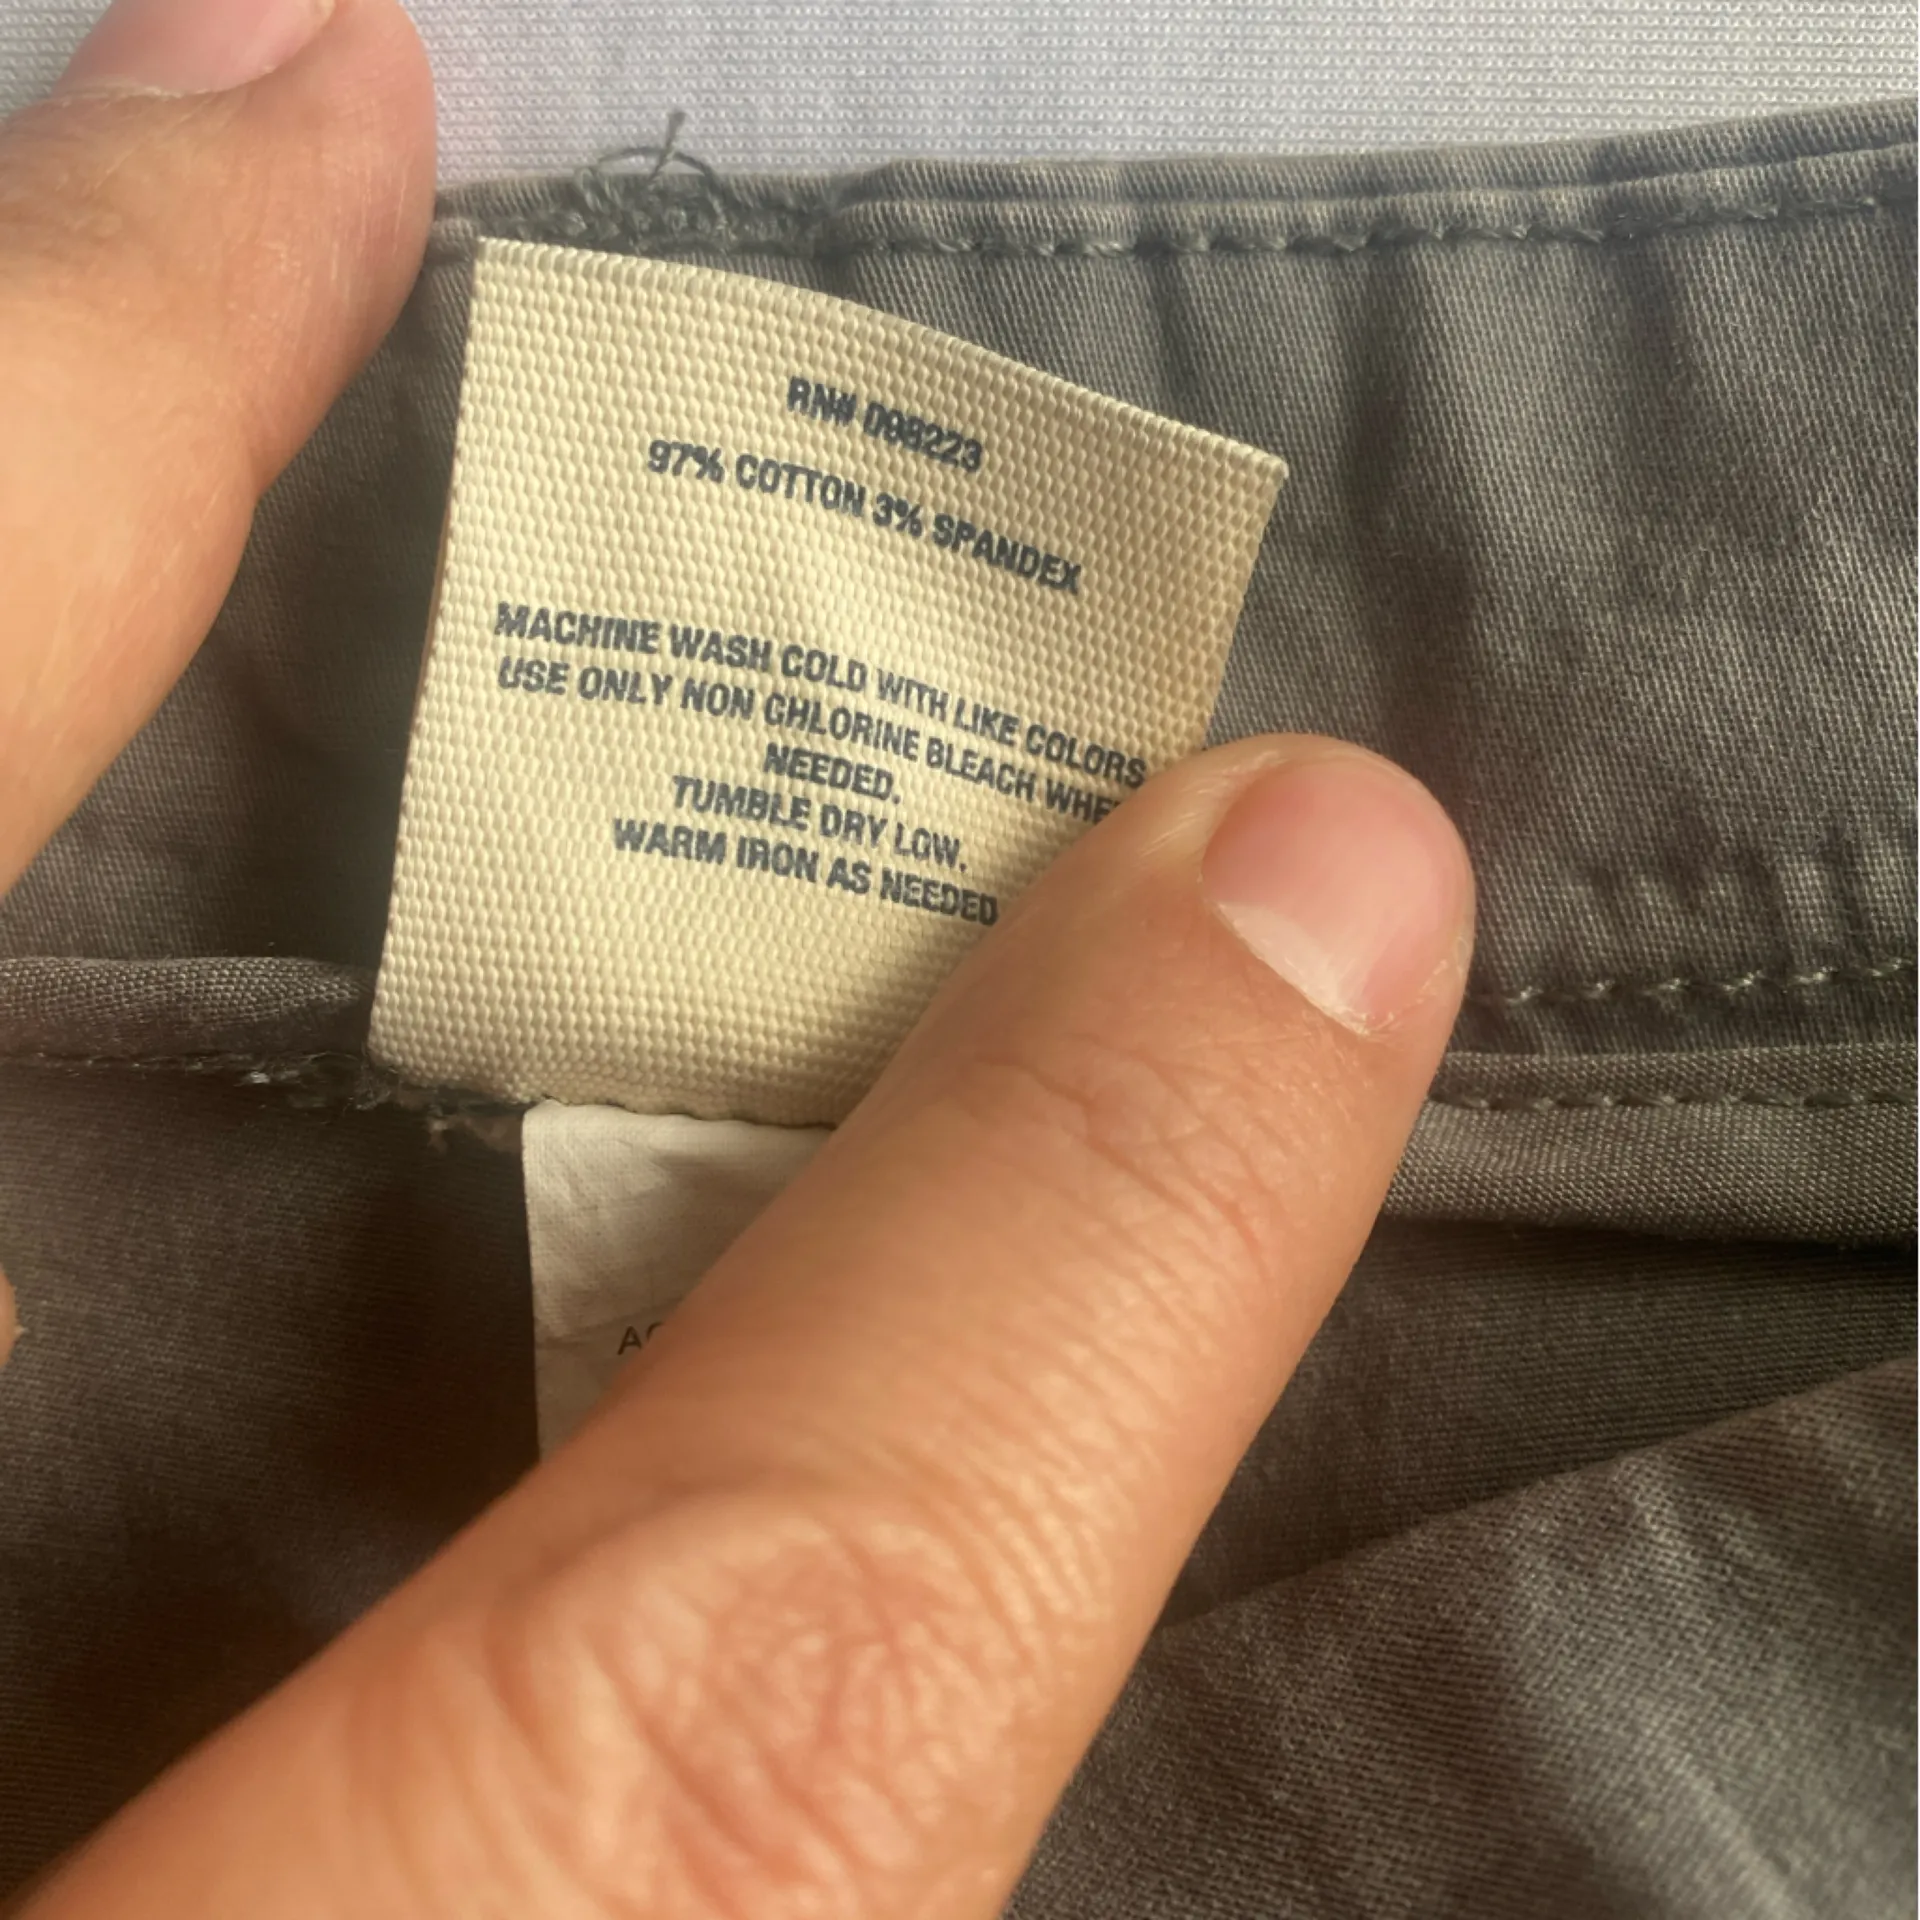 RN# 098223
97% COTTON 3% SPANDEX
MACHINE WASH COLD WITH LIKE COLORS
USE ONLY NON CHLORINE BLEACH
NEEDED.
TUMBLE DRY LOW.
WARM IRON AS NEEDED